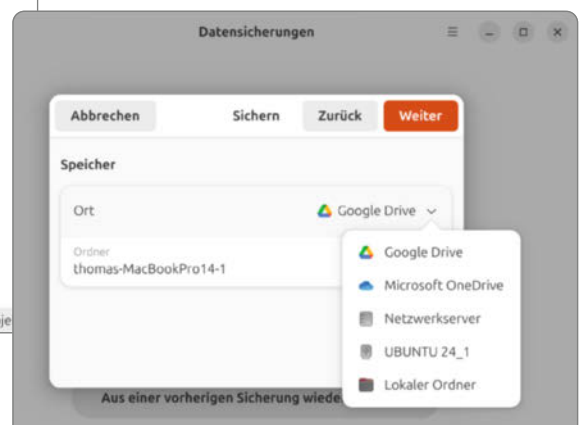 Datensicherungen
Abbrechen Sichern Zurück Weiter
Speicher
Ort Google Drive
Ordner
thomas-MacBookPro14-1
Google Drive
Microsoft OneDrive
Netzwerkserver
UBUNTU 24_1
Lokaler Ordner
oje
Aus einer vorherigen Sicherung wiede